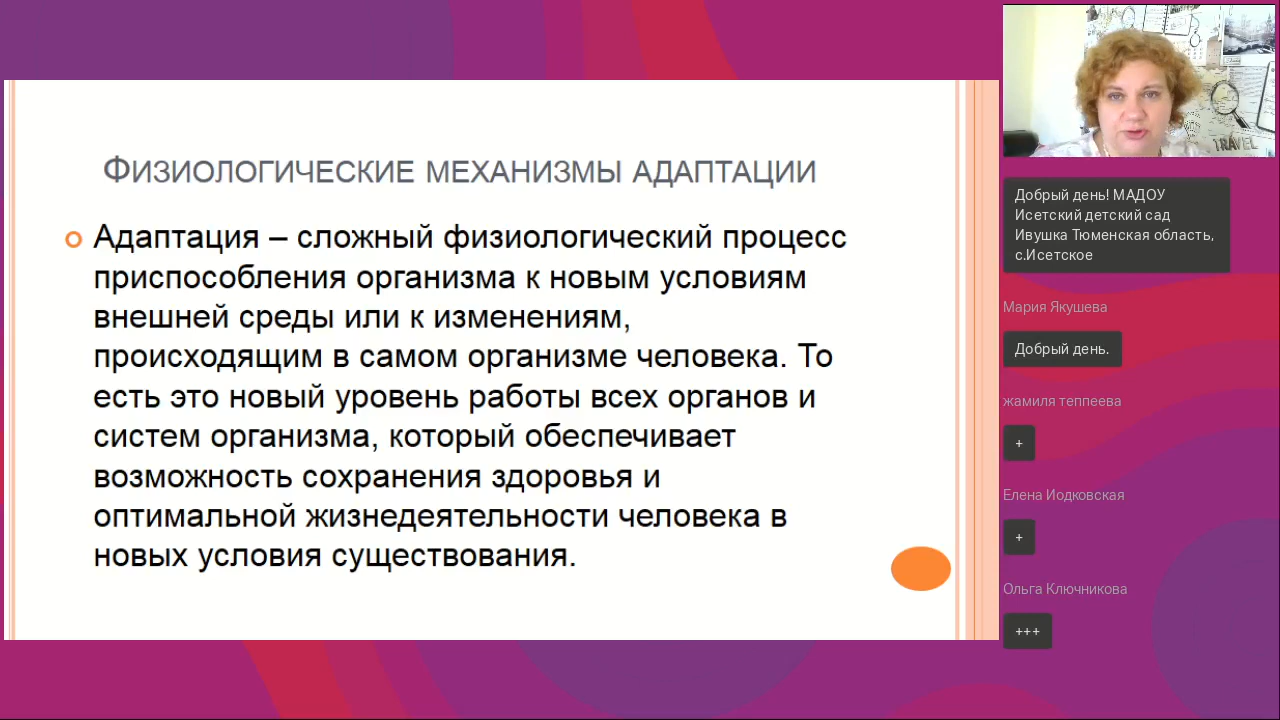 ФИЗИОЛОГИЧЕСКИЕ МЕХАНИЗМЫ АДАПТАЦИИ
Адаптация – сложный физиологический процесс
приспособления организма к новым условиям
внешней среды или к изменениям,
происходящим в самом организме человека. То
есть это новый уровень работы всех органов и
систем организма, который обеспечивает
возможность сохранения здоровья и
оптимальной жизнедеятельности человека в
новых условия существования.
TRAVEL
Добрый день! МАДОУ
Исетский детский сад
Ивушка Тюменская область,
с.Исетское
Мария Якушева
Добрый день.
жамиля теппеева
+
Елена Иодковская
+
Ольга Ключникова
+++